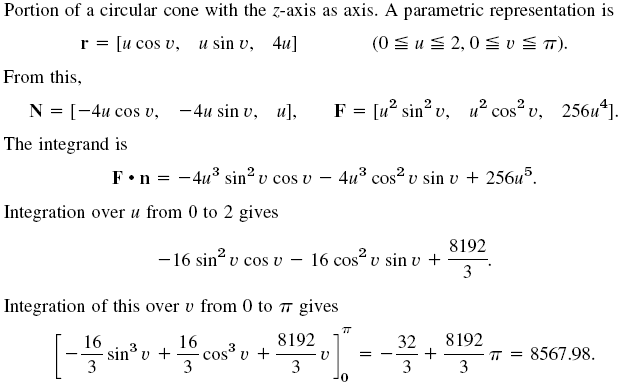 Portion of a circular cone with the z-axis as axis. A parametric representation is
r = [u cos v, u sin v, 4u] (0 ≦ u ≦ 2, 0 ≦ v ≦ π).
From this,
N = [−4u cos v, −4u sin v, u], F = [u² sin² v, u² cos² v, 256u⁴].
The integrand is
F • n = −4u³ sin² v cos v − 4u³ cos² v sin v + 256u⁵.
Integration over u from 0 to 2 gives
−16 sin² v cos v − 16 cos² v sin v + 8192/3.
Integration of this over v from 0 to π gives
[−16/3 sin³ v + 16/3 cos³ v + 8192/3 v]₀^π = −32/3 + 8192/3 π = 8567.98.